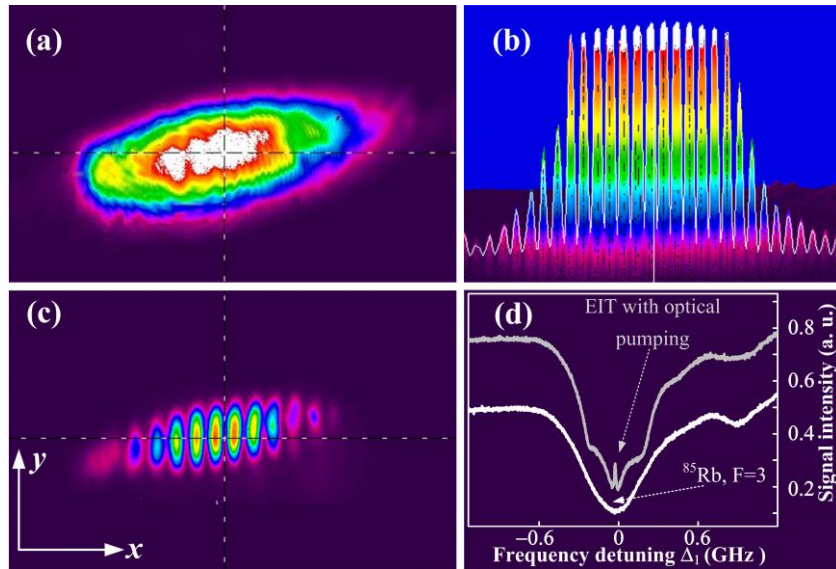 (a)
(b)
(c)
y
x
(d)
EIT with optical
pumping
⁸⁵Rb, F=3
0.8
0.6
0.4
0.2
Signal intensity (a. u.)
−0.6
0
0.6
Frequency detuning Δ₁ (GHz)